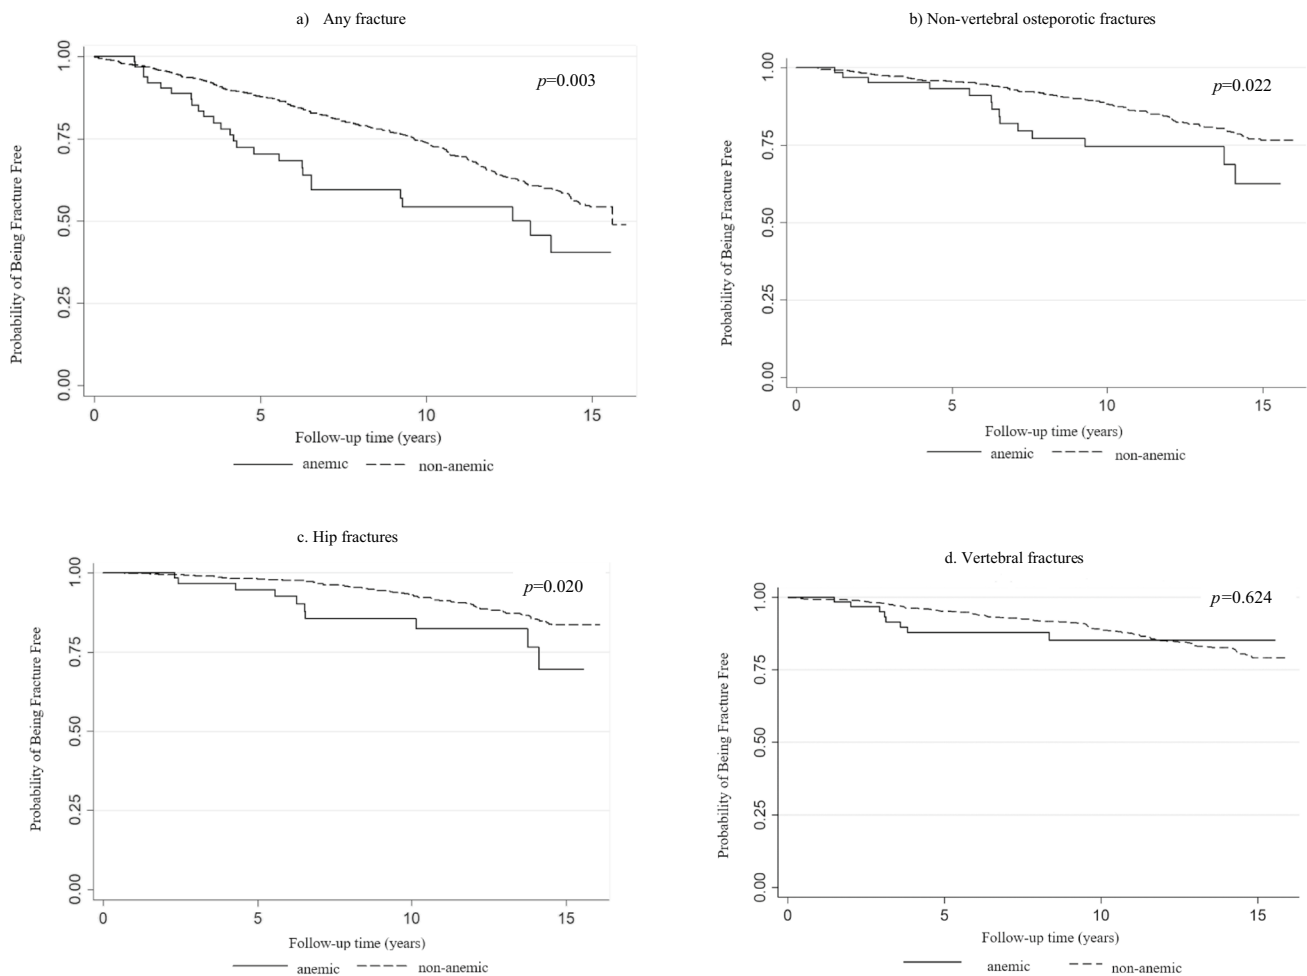 a) Any fracture
p=0.003
1.00
0.75
0.50
0.25
0.00
Probability of Being Fracture Free
0 5 10 15
Follow-up time (years)
anemic non-anemic
b) Non-vertebral osteporotic fractures
p=0.022
1.00
0.75
0.50
0.25
0.00
Probability of Being Fracture Free
0 5 10 15
Follow-up time (years)
anemic non-anemic
c. Hip fractures
p=0.020
1.00
0.75
0.50
0.25
0.00
Probability of Being Fracture Free
0 5 10 15
Follow-up time (years)
anemic non-anemic
d. Vertebral fractures
p=0.624
1.00
0.75
0.50
0.25
0.00
Probability of Being Fracture Free
0 5 10 15
Follow-up time (years)
anemic non-anemic